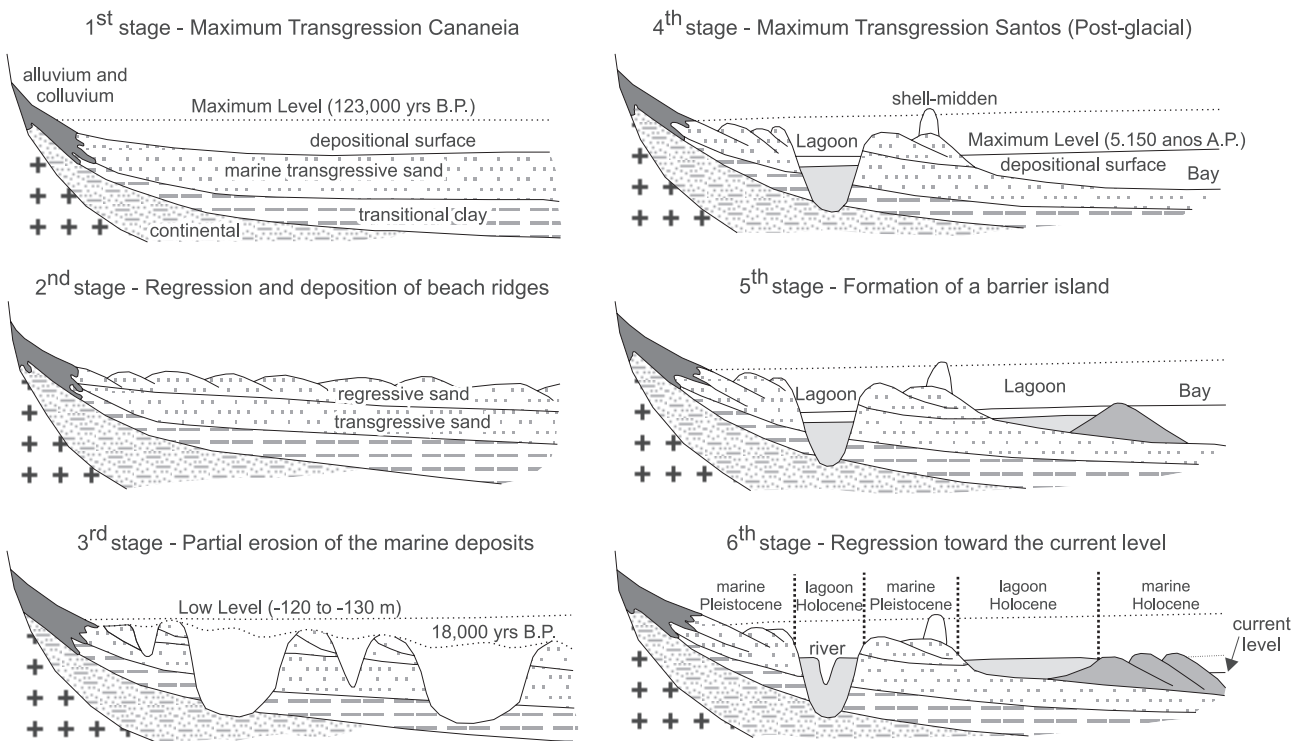 1st stage - Maximum Transgression Cananeia
alluvium and
colluvium
Maximum Level (123,000 yrs B.P.)
depositional surface
marine transgressive sand
transitional clay
continental
2nd stage - Regression and deposition of beach ridges
regressive sand
transgressive sand
3rd stage - Partial erosion of the marine deposits
Low Level (-120 to -130 m)
18,000 yrs B.P.
4th stage - Maximum Transgression Santos (Post-glacial)
shell-midden
Lagoon
Maximum Level (5.150 anos A.P.)
depositional surface
Bay
5th stage - Formation of a barrier island
Lagoon
Lagoon
Bay
6th stage - Regression toward the current level
marine
Pleistocene
lagoon
Holocene
marine
Pleistocene
lagoon
Holocene
marine
Holocene
river
current
level